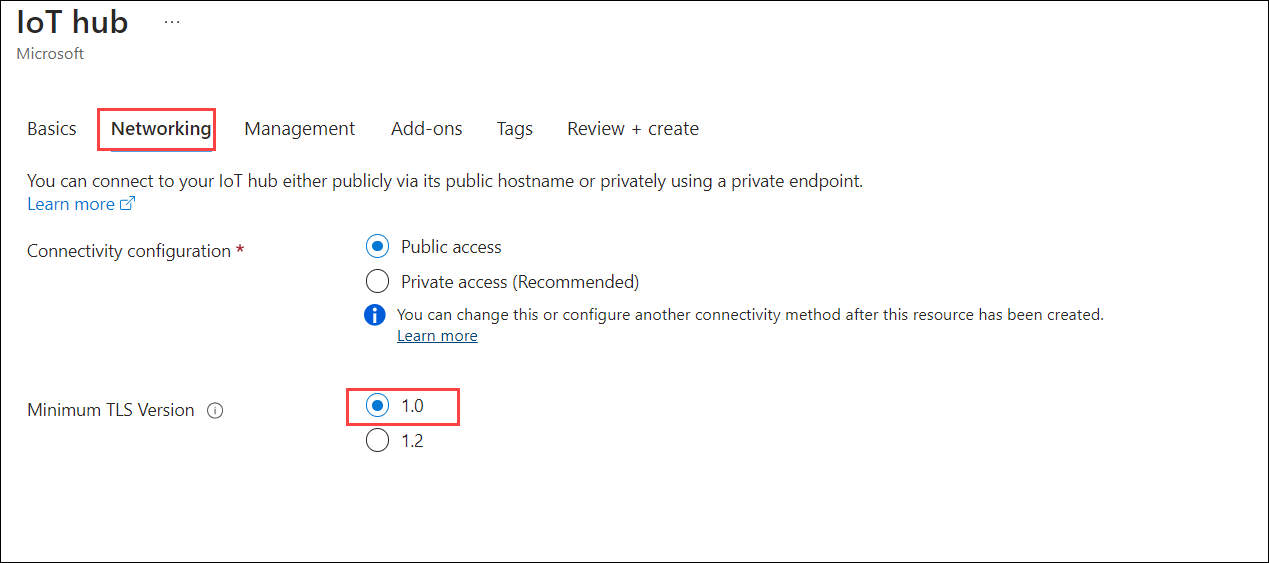 IoT hub ...
Microsoft
Basics Networking Management Add-ons Tags Review + create
You can connect to your IoT hub either publicly via its public hostname or privately using a private endpoint.
Learn more
Connectivity configuration *
Public access
Private access (Recommended)
You can change this or configure another connectivity method after this resource has been created.
Learn more
Minimum TLS Version
1.0
1.2